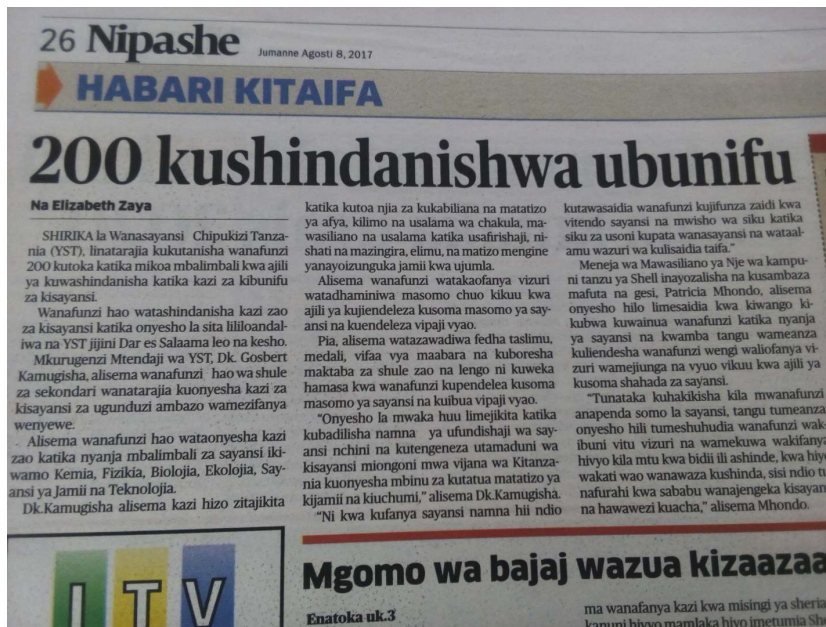 26 Nipashe Jumanne Agosti 8, 2017
HABARI KITAIFA
200 kushindanishwa ubunifu
Na Elizabeth Zaya
SHIRIKA la Wanasayansi Chipukizi Tanza-
nia (YST), linatarajia kukutanisha wanafunzi
200 kutoka katika mikoa mbalimbali kwa ajili
ya kuwashindanisha katika kazi za kibunifu
za kisayansi.
Wanafunzi hao watashindanisha kazi zao
za kisayansi katika onyesho la sita lililoandal-
iwa na YST jijini Dar es Salaama leo na kesho.
Mkurugenzi Mtendaji wa YST, Dk. Gosbert
Kamugisha, alisema wanafunzi hao wa shule
za sekondari wanatarajia kuonyesha kazi za
kisayansi za ugunduzi ambazo wamezifanya
wenyewe.
Alisema wanafunzi hao wataonyesha kazi
zao katika nyanja mbalimbali za sayansi iki-
wamo Kemia, Fizikia, Biolojia, Ekolojia, Say-
ansi ya Jamii na Teknolojia.
Dk.Kamugisha alisema kazi hizo zitajikita
katika kutoa njia za kukabiliana na matatizo
ya afya, kilimo na usalama wa chakula, ma-
wasiliano na usalama katika usafirishaji, ni-
shati na mazingira, elimu, na matizo mengine
yanayoizunguka jamii kwa ujumla.
Alisema wanafunzi watakaofanya vizuri
watadhaminiwa masomo chuo kikuu kwa
ajili ya kujiendeleza kusoma masomo ya say-
ansi na kuendeleza vipaji vyao.
Pia, alisema watazawadiwa fedha taslimu,
medali, vifaa vya maabara na kuboresha
maktaba za shule zao na lengo ni kuweka
hamasa kwa wanafunzi kupendelea kusoma
masomo ya sayansi na kuibua vipaji vyao.
"Onyesho la mwaka huu limejikita katika
kubadilisha namna ya ufundishaji wa say-
ansi nchini na kutengeneza utamaduni wa
kisayansi miongoni mwa vijana wa Kitanza-
nia kuonyesha mbinu za kutatua matatizo ya
kijamii na kiuchumi," alisema Dk.Kamugisha.
"Ni kwa kufanya sayansi namna hii ndio
kutawasaidia wanafunzi kujifunza zaidi kwa
vitendo sayansi na mwisho wa siku katika
siku za usoni kupata wanasayansi na wataal-
amu wazuri wa kulisaidia taifa."
Meneja wa Mawasiliano ya Nje wa kampu-
ni tanzu ya Shell inayozalisha na kusambaza
mafuta na gesi, Patricia Mhondo, alisema
onyesho hilo limesaidia kwa kiwango ki-
kubwa kuwainua wanafunzi katika nyanja
ya sayansi na kwamba tangu wameanza
kuliendesha wanafunzi wengi waliofanya vi-
zuri wamejiunga na vyuo vikuu kwa ajili ya
kusoma shahada za sayansi.
"Tunataka kuhakikisha kila mwanafunzi
anapenda somo la sayansi, tangu tumeanza
onyesho hili tumeshuhudia wanafunzi wak-
ibuni vitu vizuri na wamekuwa wakifanya
hivyo kila mtu kwa bidii ili ashinde, kwa hiyo
wakati wao wanawaza kushinda, sisi ndio tu
nafurahi kwa sababu wanajengeka kisayan
na hawawezi kuacha," alisema Mhondo.
ITV
Mgomo wa bajaj wazua kizaazaa
Enatoka uk.3
ma wanafanya kazi kwa misingi ya sheria
kanuni hivyo mamlaka hiyo imetumia She